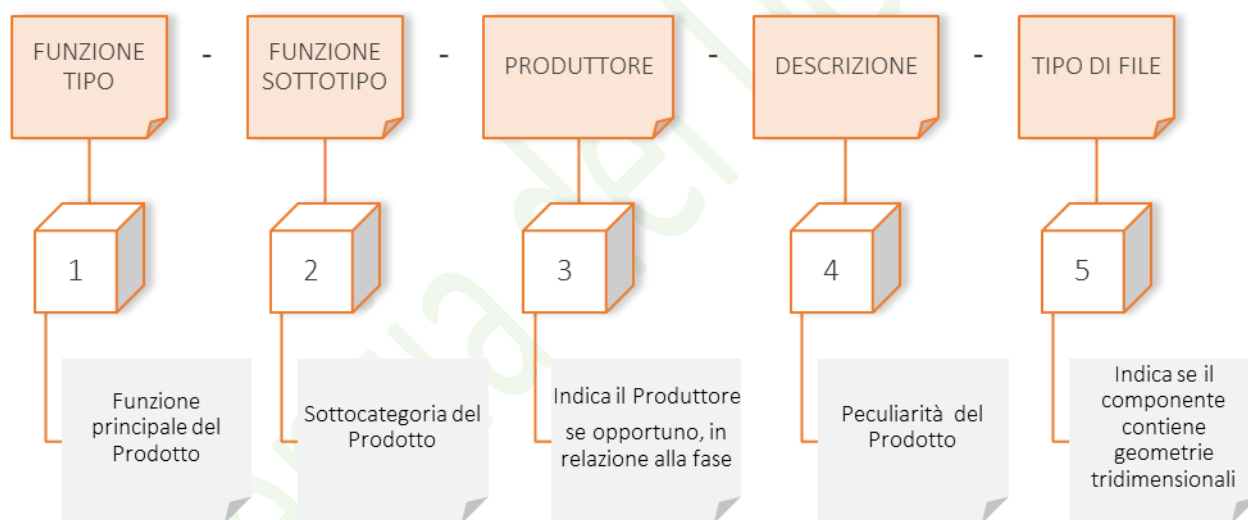 FUNZIONE
TIPO
-
FUNZIONE
SOTTOTIPO
-
PRODUTTORE
-
DESCRIZIONE
-
TIPO DI FILE
1
2
3
4
5
Funzione
principale del
Prodotto
Sottocategoria del
Prodotto
Indica il Produttore
se opportuno, in
relazione alla fase
Peculiarità del
Prodotto
Indica se il
componente
contiene
geometrie
tridimensionali